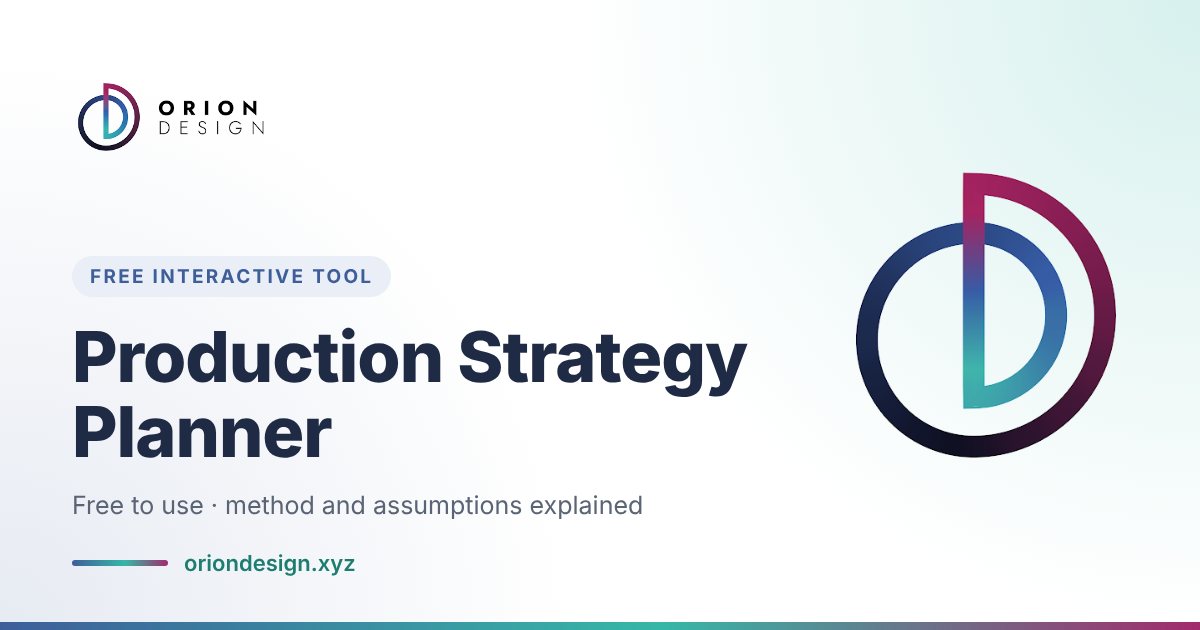 ORION
DESIGN
FREE INTERACTIVE TOOL
Production Strategy
Planner
Free to use · method and assumptions explained
oriondesign.xyz